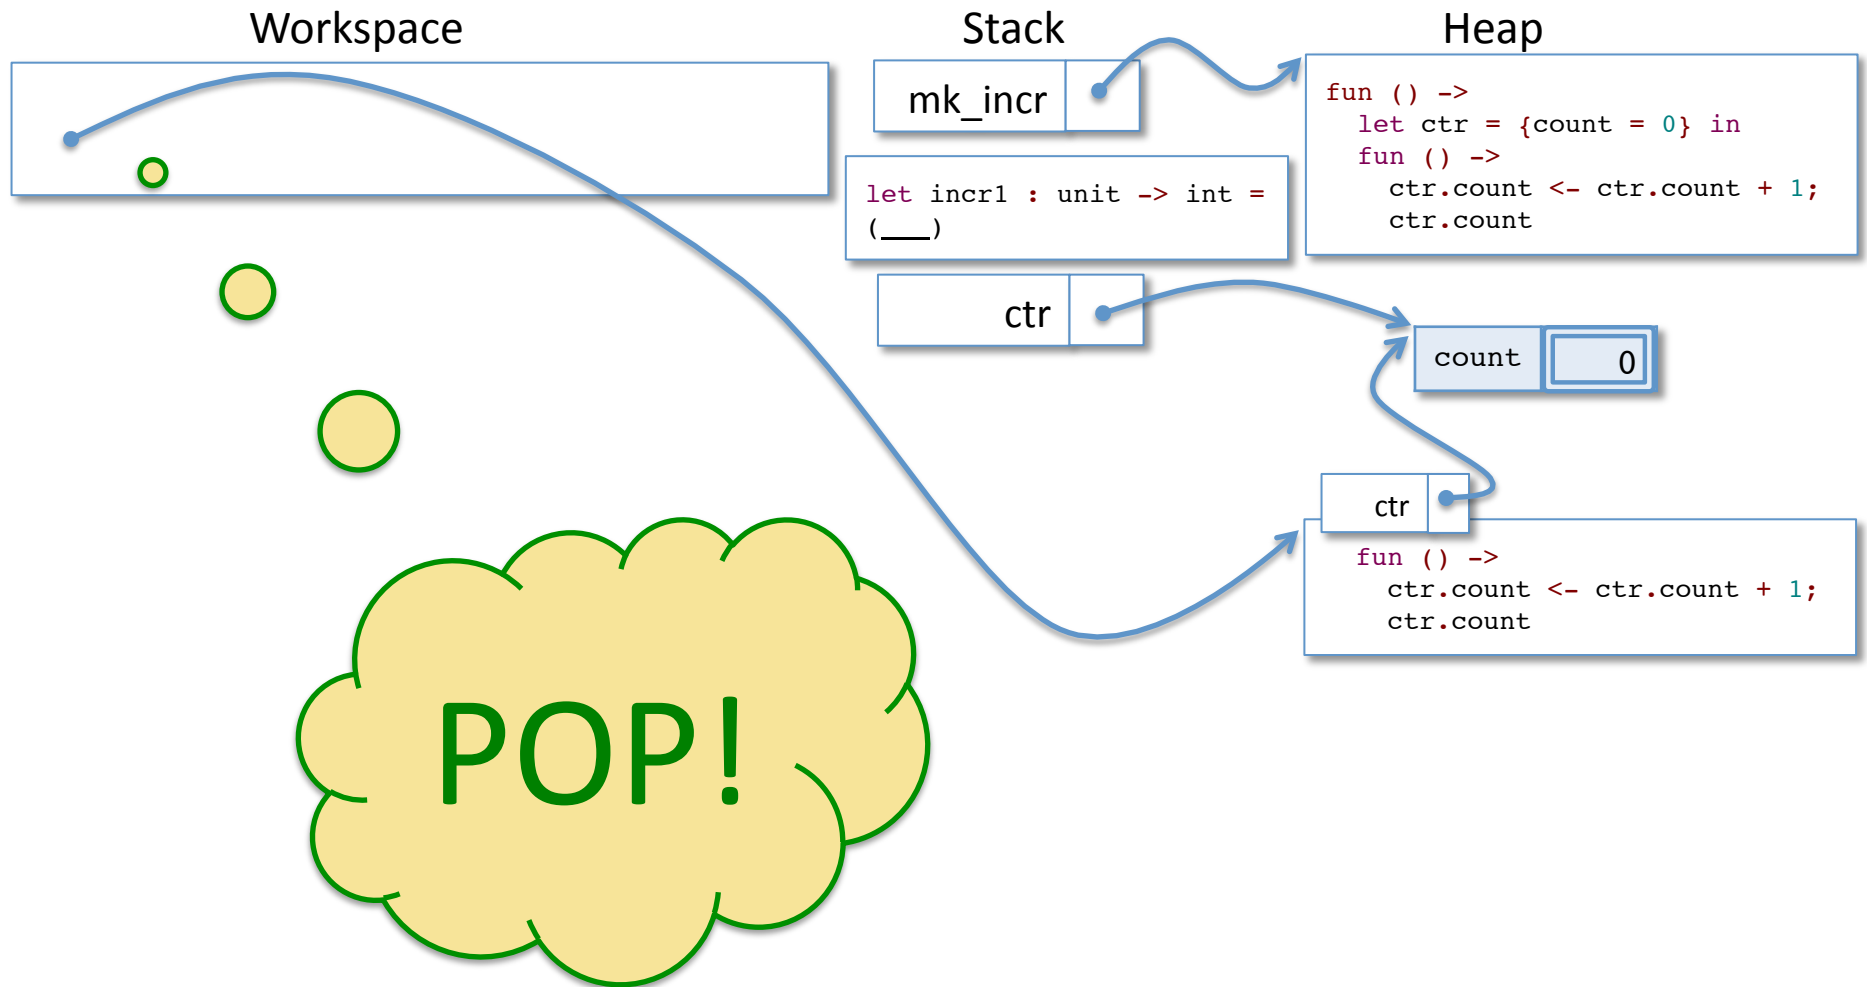 Workspace
Stack
Heap
mk_incr
let incr1 : unit -> int =
(___)
ctr
fun () ->
let ctr = {count = 0} in
fun () ->
ctr.count <- ctr.count + 1;
ctr.count
count 0
ctr
fun () ->
ctr.count <- ctr.count + 1;
ctr.count
POP!